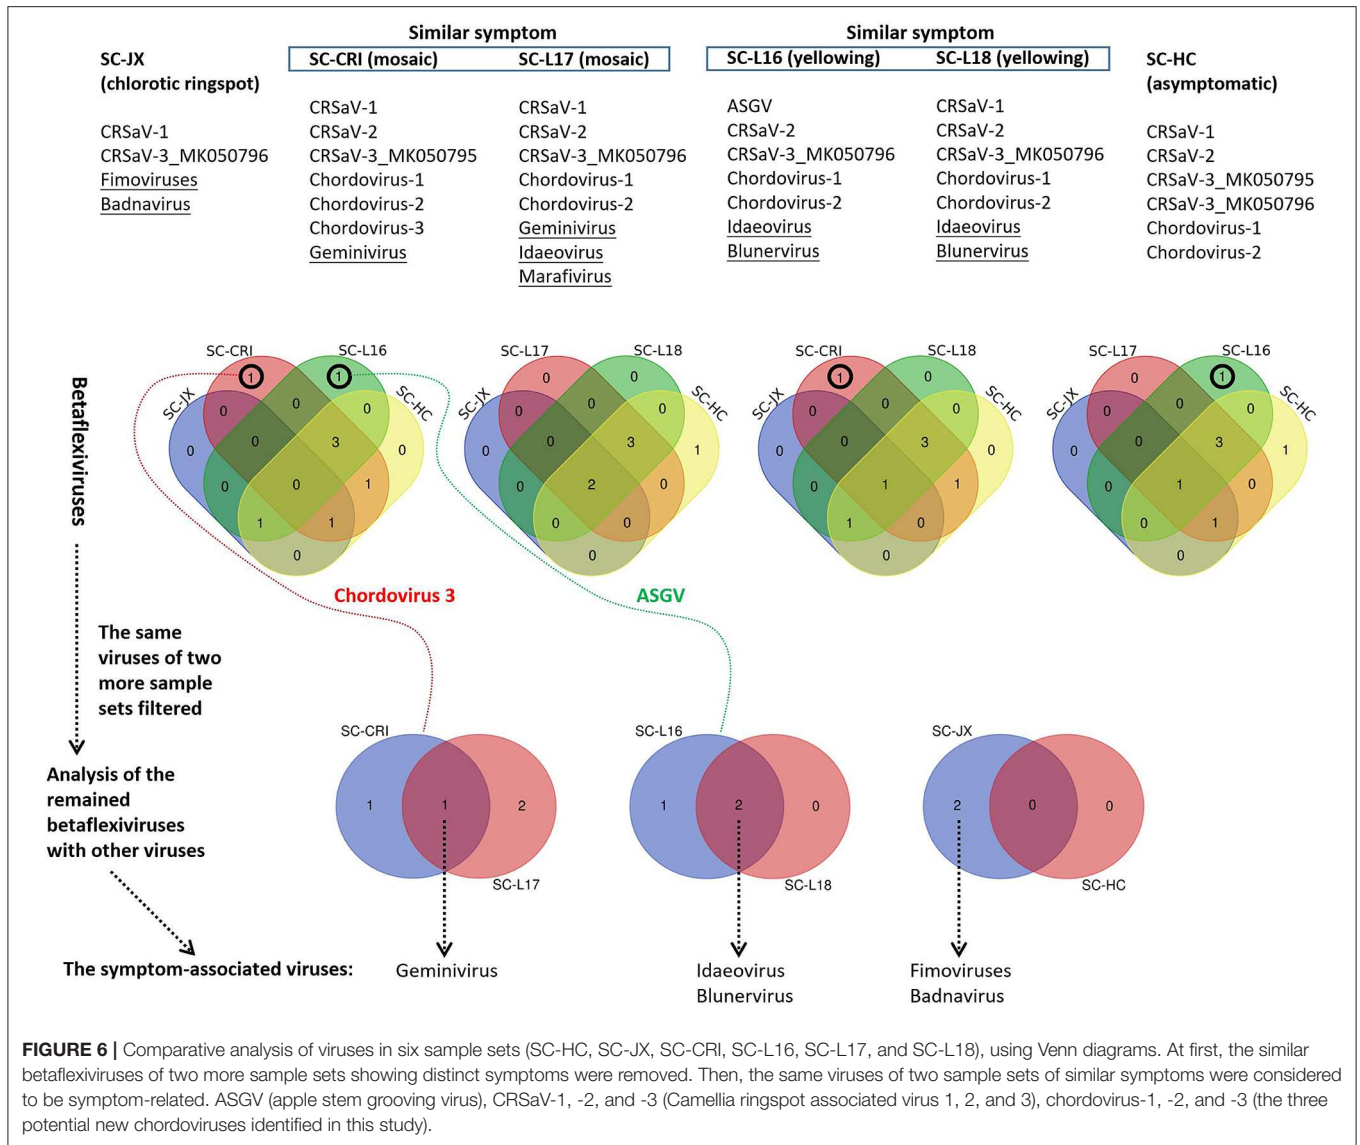 Similar symptom
Similar symptom
SC-JX
(chlorotic ringspot)
CRSaV-1
CRSaV-3_MK050796
Fimoviruses
Badnavirus
SC-CRI (mosaic)
CRSaV-1
CRSaV-2
CRSaV-3_MK050795
Chordovirus-1
Chordovirus-2
Chordovirus-3
Geminivirus
SC-L17 (mosaic)
CRSaV-1
CRSaV-2
CRSaV-3_MK050796
Chordovirus-1
Chordovirus-2
Geminivirus
Idaeovirus
Marafivirus
SC-L16 (yellowing)
ASGV
CRSaV-2
CRSaV-3_MK050796
Chordovirus-1
Chordovirus-2
Idaeovirus
Blunervirus
SC-L18 (yellowing)
CRSaV-1
CRSaV-2
CRSaV-3_MK050796
Chordovirus-1
Chordovirus-2
Idaeovirus
Blunervirus
SC-HC
(asymptomatic)
CRSaV-1
CRSaV-2
CRSaV-3_MK050795
CRSaV-3_MK050796
Chordovirus-1
Chordovirus-2
Betaflexiviruses
SC-JX
SC-CRI
SC-L16
SC-HC
1 1
0 0 0
0 0 3 0
0 0 1
1 1
0
SC-JX
SC-L17
SC-L18
SC-HC
0 0
0 0 0
0 0 3 1
0 2 0
0 0
0
SC-JX
SC-CRI
SC-L18
SC-HC
1 0
0 0 0
0 0 3 0
0 1 1
1 0
0
SC-JX
SC-L17
SC-L16
SC-HC
0 1
0 0 0
0 0 3 1
0 1 0
0 1
0
Chordovirus 3
ASGV
The same
viruses of two
more sample
sets filtered
Analysis of the
remained
betaflexiviruses
with other viruses
SC-CRI
1 1 2
SC-L17
SC-L16
1 2 0
SC-L18
SC-JX
2 0 0
SC-HC
The symptom-associated viruses:
Geminivirus
Idaeovirus
Blunervirus
Fimoviruses
Badnavirus
FIGURE 6 | Comparative analysis of viruses in six sample sets (SC-HC, SC-JX, SC-CRI, SC-L16, SC-L17, and SC-L18), using Venn diagrams. At first, the similar
betaflexiviruses of two more sample sets showing distinct symptoms were removed. Then, the same viruses of two sample sets of similar symptoms were considered
to be symptom-related. ASGV (apple stem grooving virus), CRSaV-1, -2, and -3 (Camellia ringspot associated virus 1, 2, and 3), chordovirus-1, -2, and -3 (the three
potential new chordoviruses identified in this study).